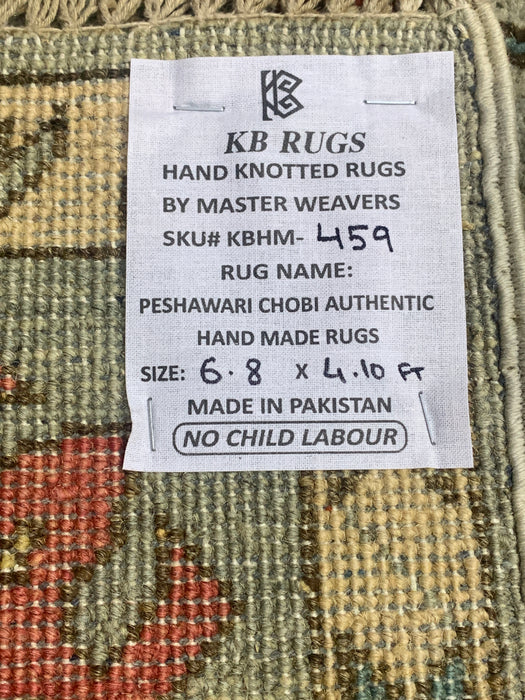 KB
KB RUGS
HAND KNOTTED RUGS
BY MASTER WEAVERS
SKU# KBHM- 459
RUG NAME:
PESHAWARI CHOBI AUTHENTIC
HAND MADE RUGS
SIZE: 6.8 X 4.10 FT
MADE IN PAKISTAN
NO CHILD LABOUR